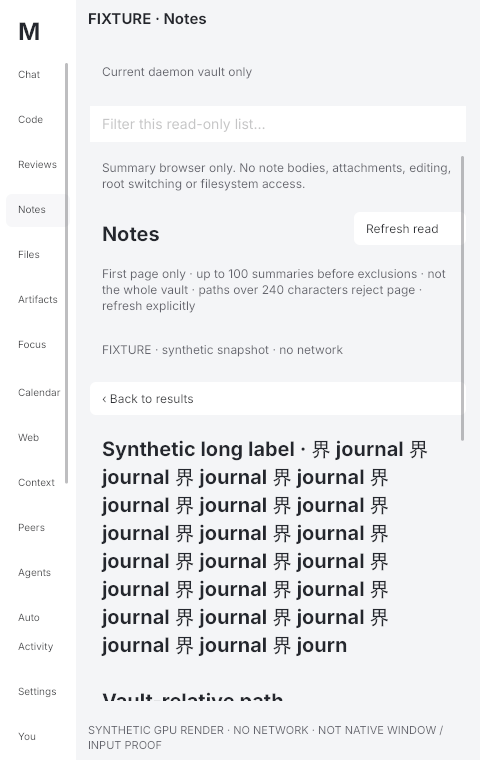 M
Chat
Code
Reviews
Notes
Files
Artifacts
Focus
Calendar
Web
Context
Peers
Agents
Auto
Activity
Settings
You
FIXTURE · Notes
Current daemon vault only
Filter this read-only list...
Summary browser only. No note bodies, attachments, editing,
root switching or filesystem access.
Notes
Refresh read
First page only · up to 100 summaries before exclusions · not
the whole vault · paths over 240 characters reject page ·
refresh explicitly
FIXTURE · synthetic snapshot · no network
‹ Back to results
Synthetic long label · 界 journal 界
journal 界 journal 界 journal 界
journal 界 journal 界 journal 界
journal 界 journal 界 journal 界
journal 界 journal 界 journal 界
journal 界 journal 界 journal 界
journal 界 journal 界 journal 界
journal 界 journal 界 journ
Vault-relative path
SYNTHETIC GPU RENDER · NO NETWORK · NOT NATIVE WINDOW /
INPUT PROOF